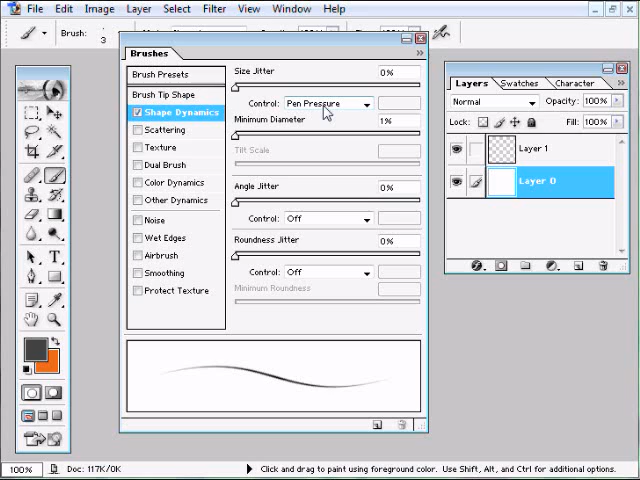 File Edit Image Layer Select Filter View Window Help
Brush: 3
Brushes
Brush Presets
Brush Tip Shape
Shape Dynamics
Scattering
Texture
Dual Brush
Color Dynamics
Other Dynamics
Noise
Wet Edges
Airbrush
Smoothing
Protect Texture
Size Jitter 0%
Control: Pen Pressure
Minimum Diameter 1%
Tilt Scale
Angle Jitter 0%
Control: Off
Roundness Jitter 0%
Control: Off
Minimum Roundness
Layers Swatches Character
Normal Opacity: 100%
Lock: Fill: 100%
Layer 1
Layer 0
100% Doc: 117K/0K Click and drag to paint using foreground color. Use Shift, Alt, and Ctrl for additional options.